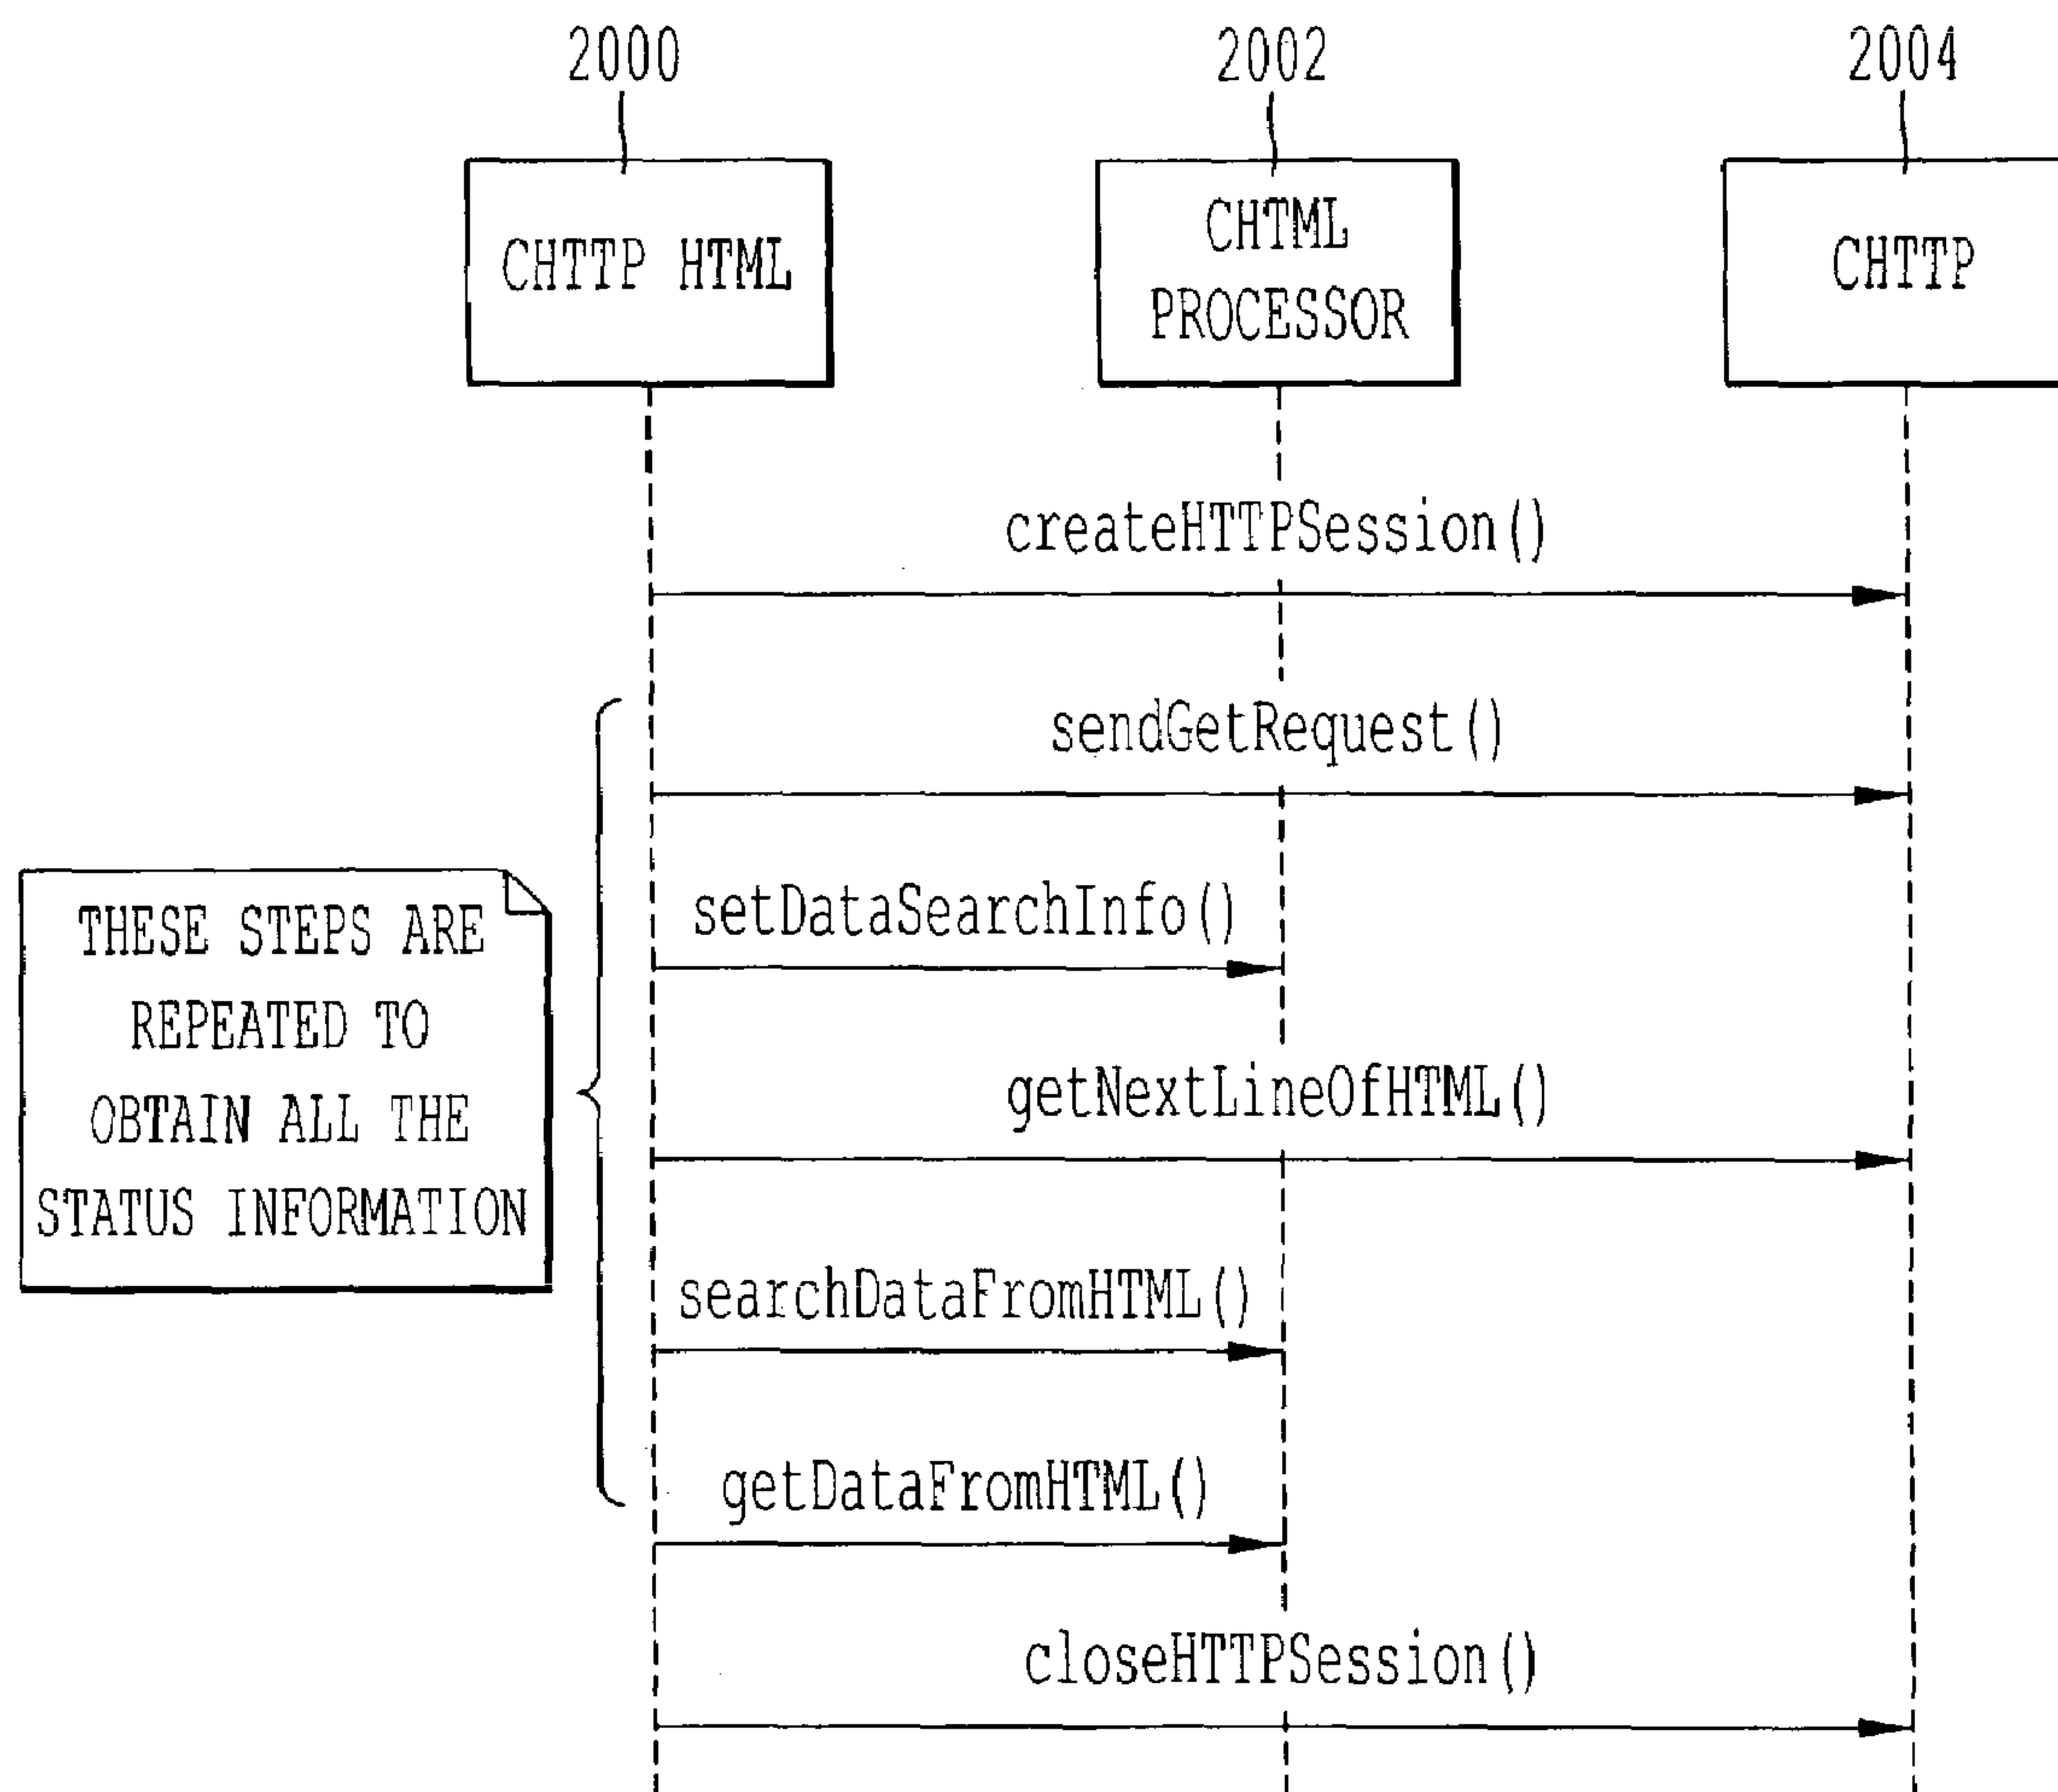 2000
2002
2004
CHTTP HTML
CHTML
PROCESSOR
CHTTP
createHTTPSession()
sendGetRequest()
setDataSearchInfo()
THESE STEPS ARE
REPEATED TO
OBTAIN ALL THE
STATUS INFORMATION
getNextLineOfHTML()
searchDataFromHTML()
getDataFromHTML()
closeHTTPSession()